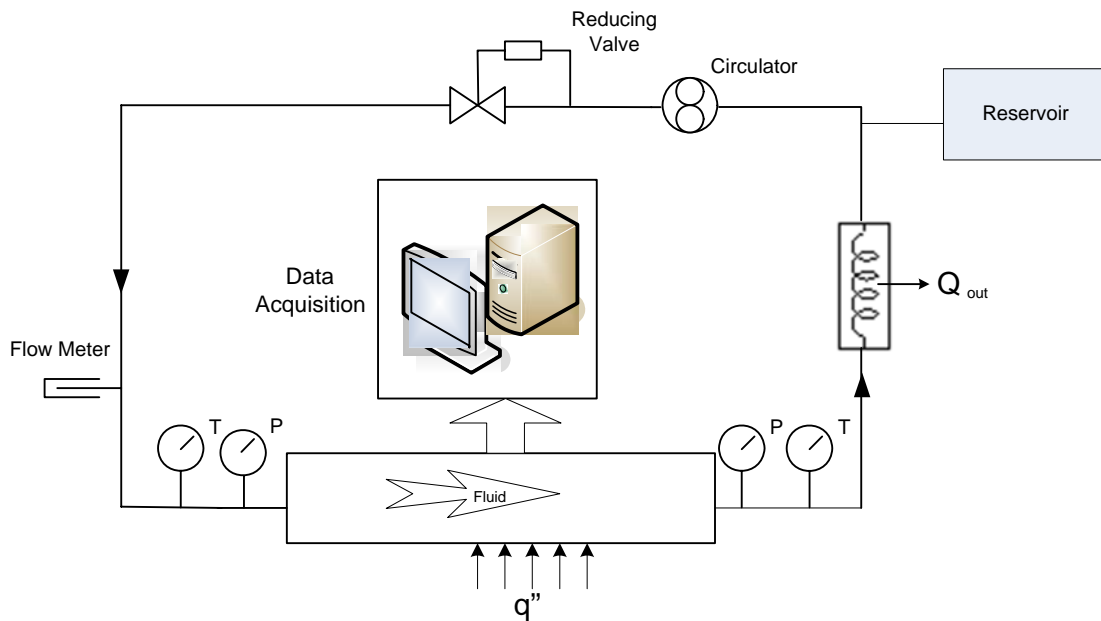 Reducing
Valve
Circulator
Reservoir
Data
Acquisition
Q out
Flow Meter
T
P
P
T
Fluid
q”